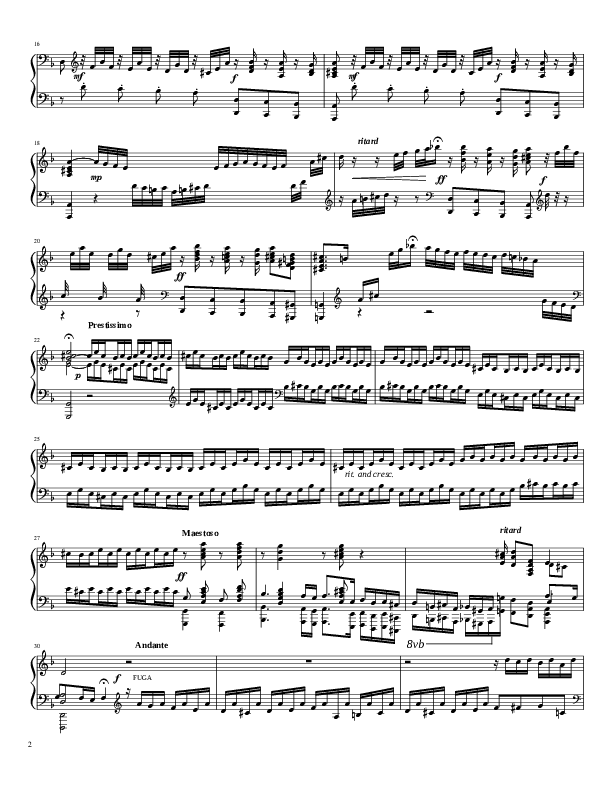 16
mf
f
mf
f
18
ritard
mp
ff
f
20
ff
Prestissimo
22
p
25
rit. and cresc.
27
Maestoso
ritard
ff
8vb
30
Andante
f
FUGA
2